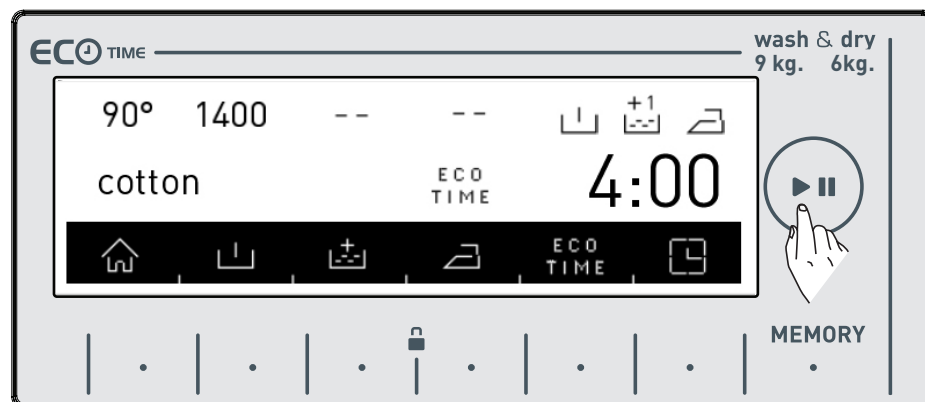 ECO TIME
wash & dry
9 kg. 6kg.
90° 1400 -- -- +1
cotton ECO TIME 4:00
ECO TIME
MEMORY